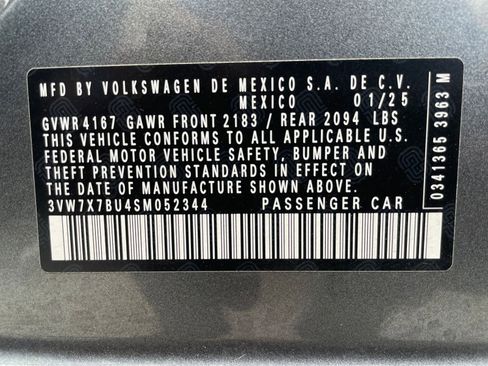 MFD BY VOLKSWAGEN DE MEXICO S.A. DE C.V.
MEXICO 01/25
GVWR 4167 GAWR FRONT 2183 / REAR 2094 LBS
THIS VEHICLE CONFORMS TO ALL APPLICABLE U.S.
FEDERAL MOTOR VEHICLE SAFETY, BUMPER AND
THEFT PREVENTION STANDARDS IN EFFECT ON THE
DATE OF MANUFACTURE SHOWN ABOVE.
3VW7X7BU4SM052344 PASSENGER CAR
0341365 3963 M